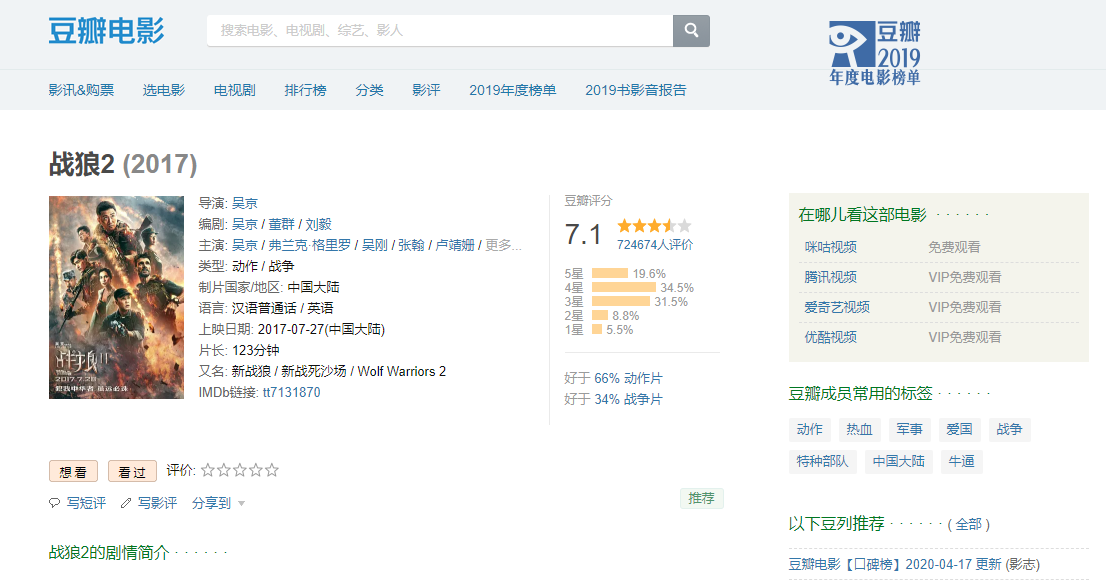 豆瓣电影
搜索电影、电视剧、综艺、影人
豆瓣
2019
年度电影榜单
影讯&购票 选电影 电视剧 排行榜 分类 影评 2019年度榜单 2019书影音报告
战狼2 (2017)
导演: 吴京
编剧: 吴京 / 董群 / 刘毅
主演: 吴京 / 弗兰克·格里罗 / 吴刚 / 张翰 / 卢靖姗 / 更多...
类型: 动作 / 战争
制片国家/地区: 中国大陆
语言: 汉语普通话 / 英语
上映日期: 2017-07-27(中国大陆)
片长: 123分钟
又名: 新战狼 / 新战死沙场 / Wolf Warriors 2
IMDb链接: tt7131870
战狼II
2017.7.28
豆瓣评分
7.1
724674人评价
5星 19.6%
4星 34.5%
3星 31.5%
2星 8.8%
1星 5.5%
好于 66% 动作片
好于 34% 战争片
想看 看过 评价:
写短评 写影评 分享到
推荐
战狼2的剧情简介 · · · · · ·
在哪儿看这部电影 · · · · · ·
咪咕视频 免费观看
腾讯视频 VIP免费观看
爱奇艺视频 VIP免费观看
优酷视频 VIP免费观看
豆瓣成员常用的标签 · · · · · ·
动作 热血 军事 爱国 战争
特种部队 中国大陆 牛逼
以下豆列推荐 · · · · · · ( 全部 )
豆瓣电影【口碑榜】2020-04-17 更新 (影志)